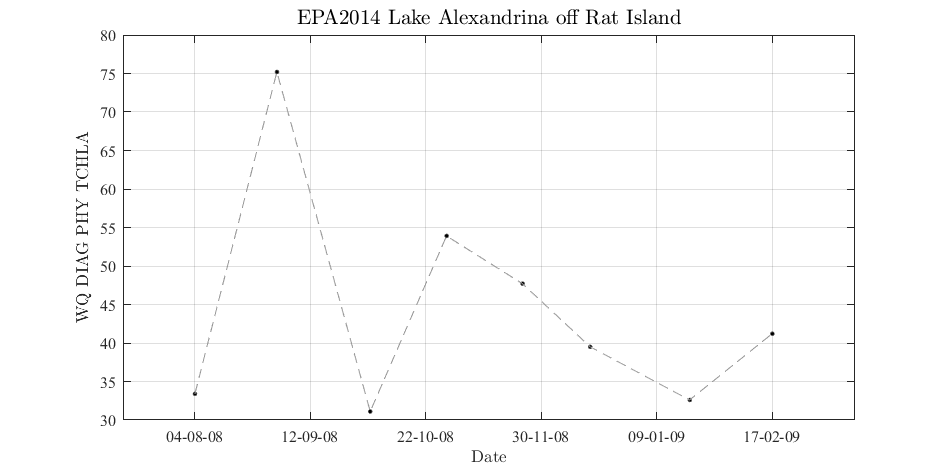 EPA2014 Lake Alexandrina off Rat Island
80
75
70
65
60
55
50
45
40
35
30
WQ DIAG PHY TCHLA
04-08-08 12-09-08 22-10-08 30-11-08 09-01-09 17-02-09
Date